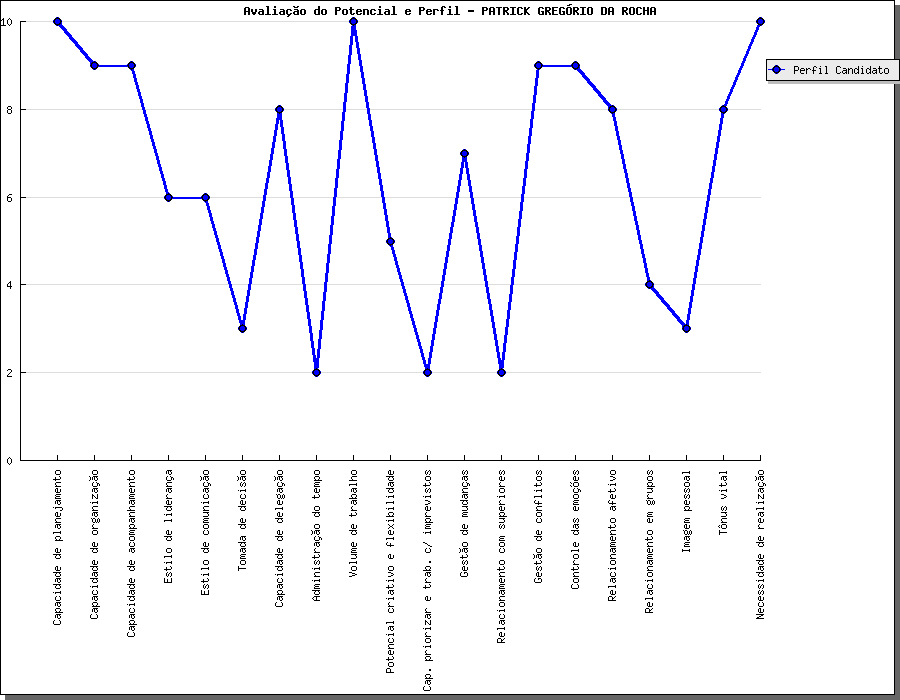 Avaliação do Potencial e Perfil - PATRICK GREGÓRIO DA ROCHA
10
8
6
4
2
0
Perfil Candidato
Capacidade de planejamento
Capacidade de organização
Capacidade de acompanhamento
Estilo de liderança
Estilo de comunicação
Tomada de decisão
Capacidade de delegação
Administração do tempo
Volume de trabalho
Potencial criativo e flexibilidade
Cap. priorizar e trab. c/ imprevistos
Gestão de mudanças
Relacionamento com superiores
Gestão de conflitos
Controle das emoções
Relacionamento afetivo
Relacionamento em grupos
Imagem pessoal
Tônus vital
Necessidade de realização